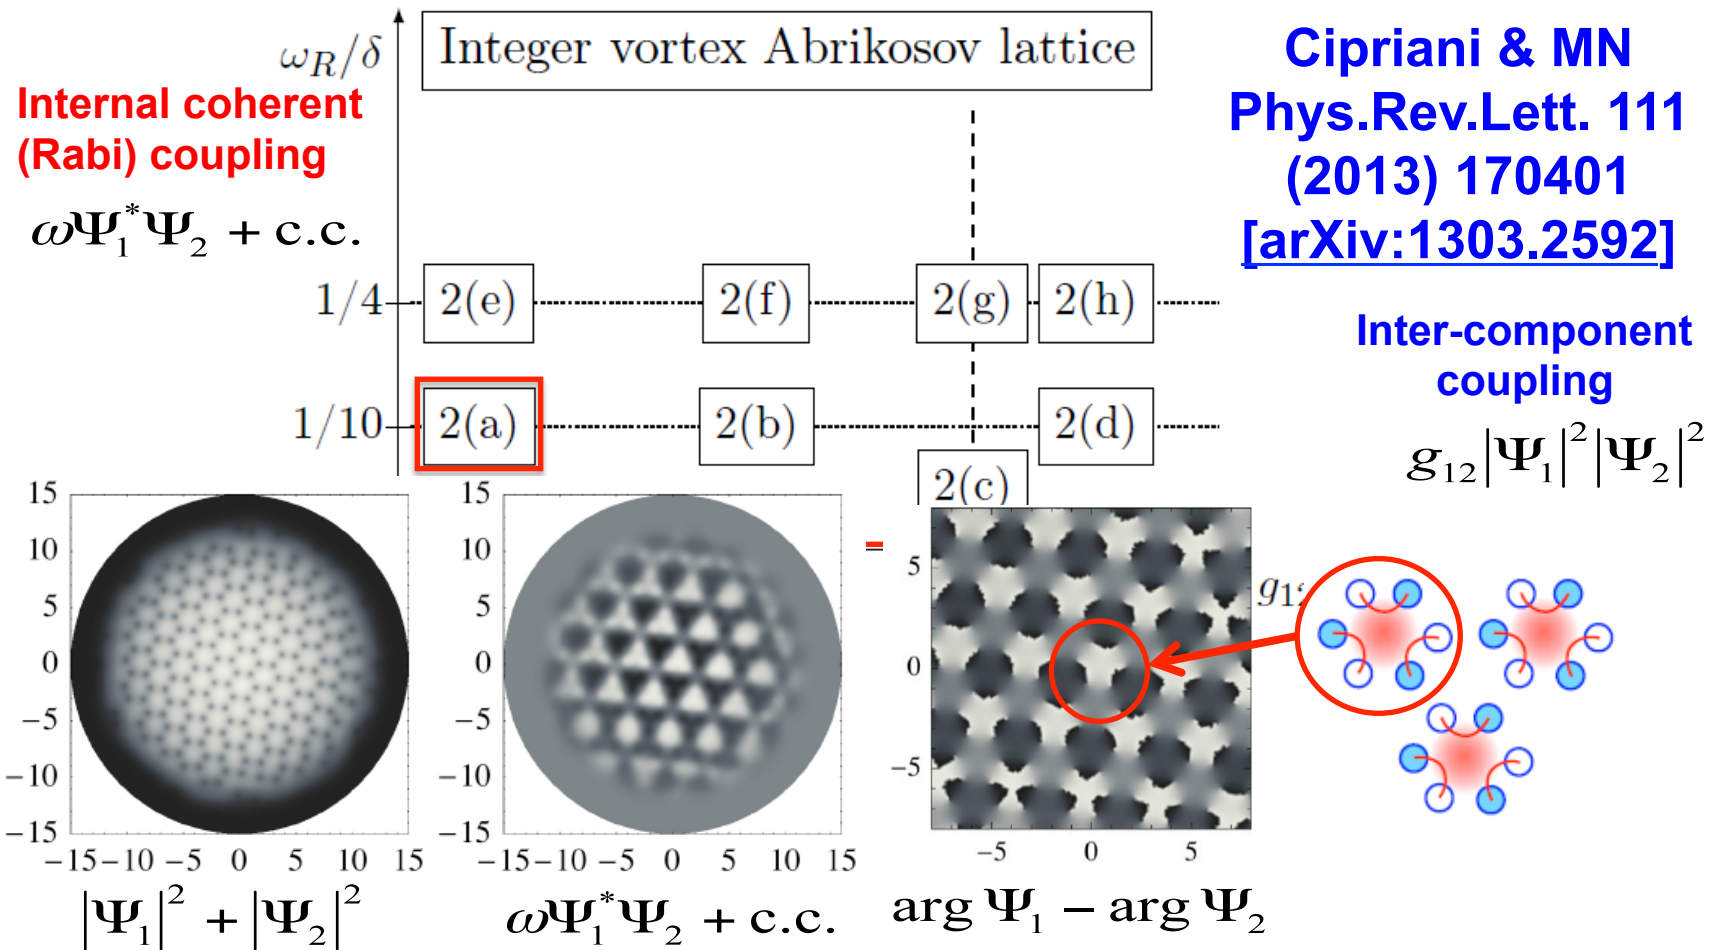 ω_R/δ
Integer vortex Abrikosov lattice
Internal coherent
(Rabi) coupling
ωΨ₁*Ψ₂ + c.c.
Cipriani & MN
Phys.Rev.Lett. 111
(2013) 170401
[arXiv:1303.2592]
1/4
2(e)
2(f)
2(g)
2(h)
Inter-component
coupling
g₁₂|Ψ₁|²|Ψ₂|²
1/10
2(a)
2(b)
2(d)
2(c)
15
10
5
0
−5
−10
−15
−15 −10 −5 0 5 10 15
|Ψ₁|² + |Ψ₂|²
15
10
5
0
−5
−10
−15
−15 −10 −5 0 5 10 15
ωΨ₁*Ψ₂ + c.c.
5
0
−5
−5 0 5
arg Ψ₁ − arg Ψ₂
g₁₂